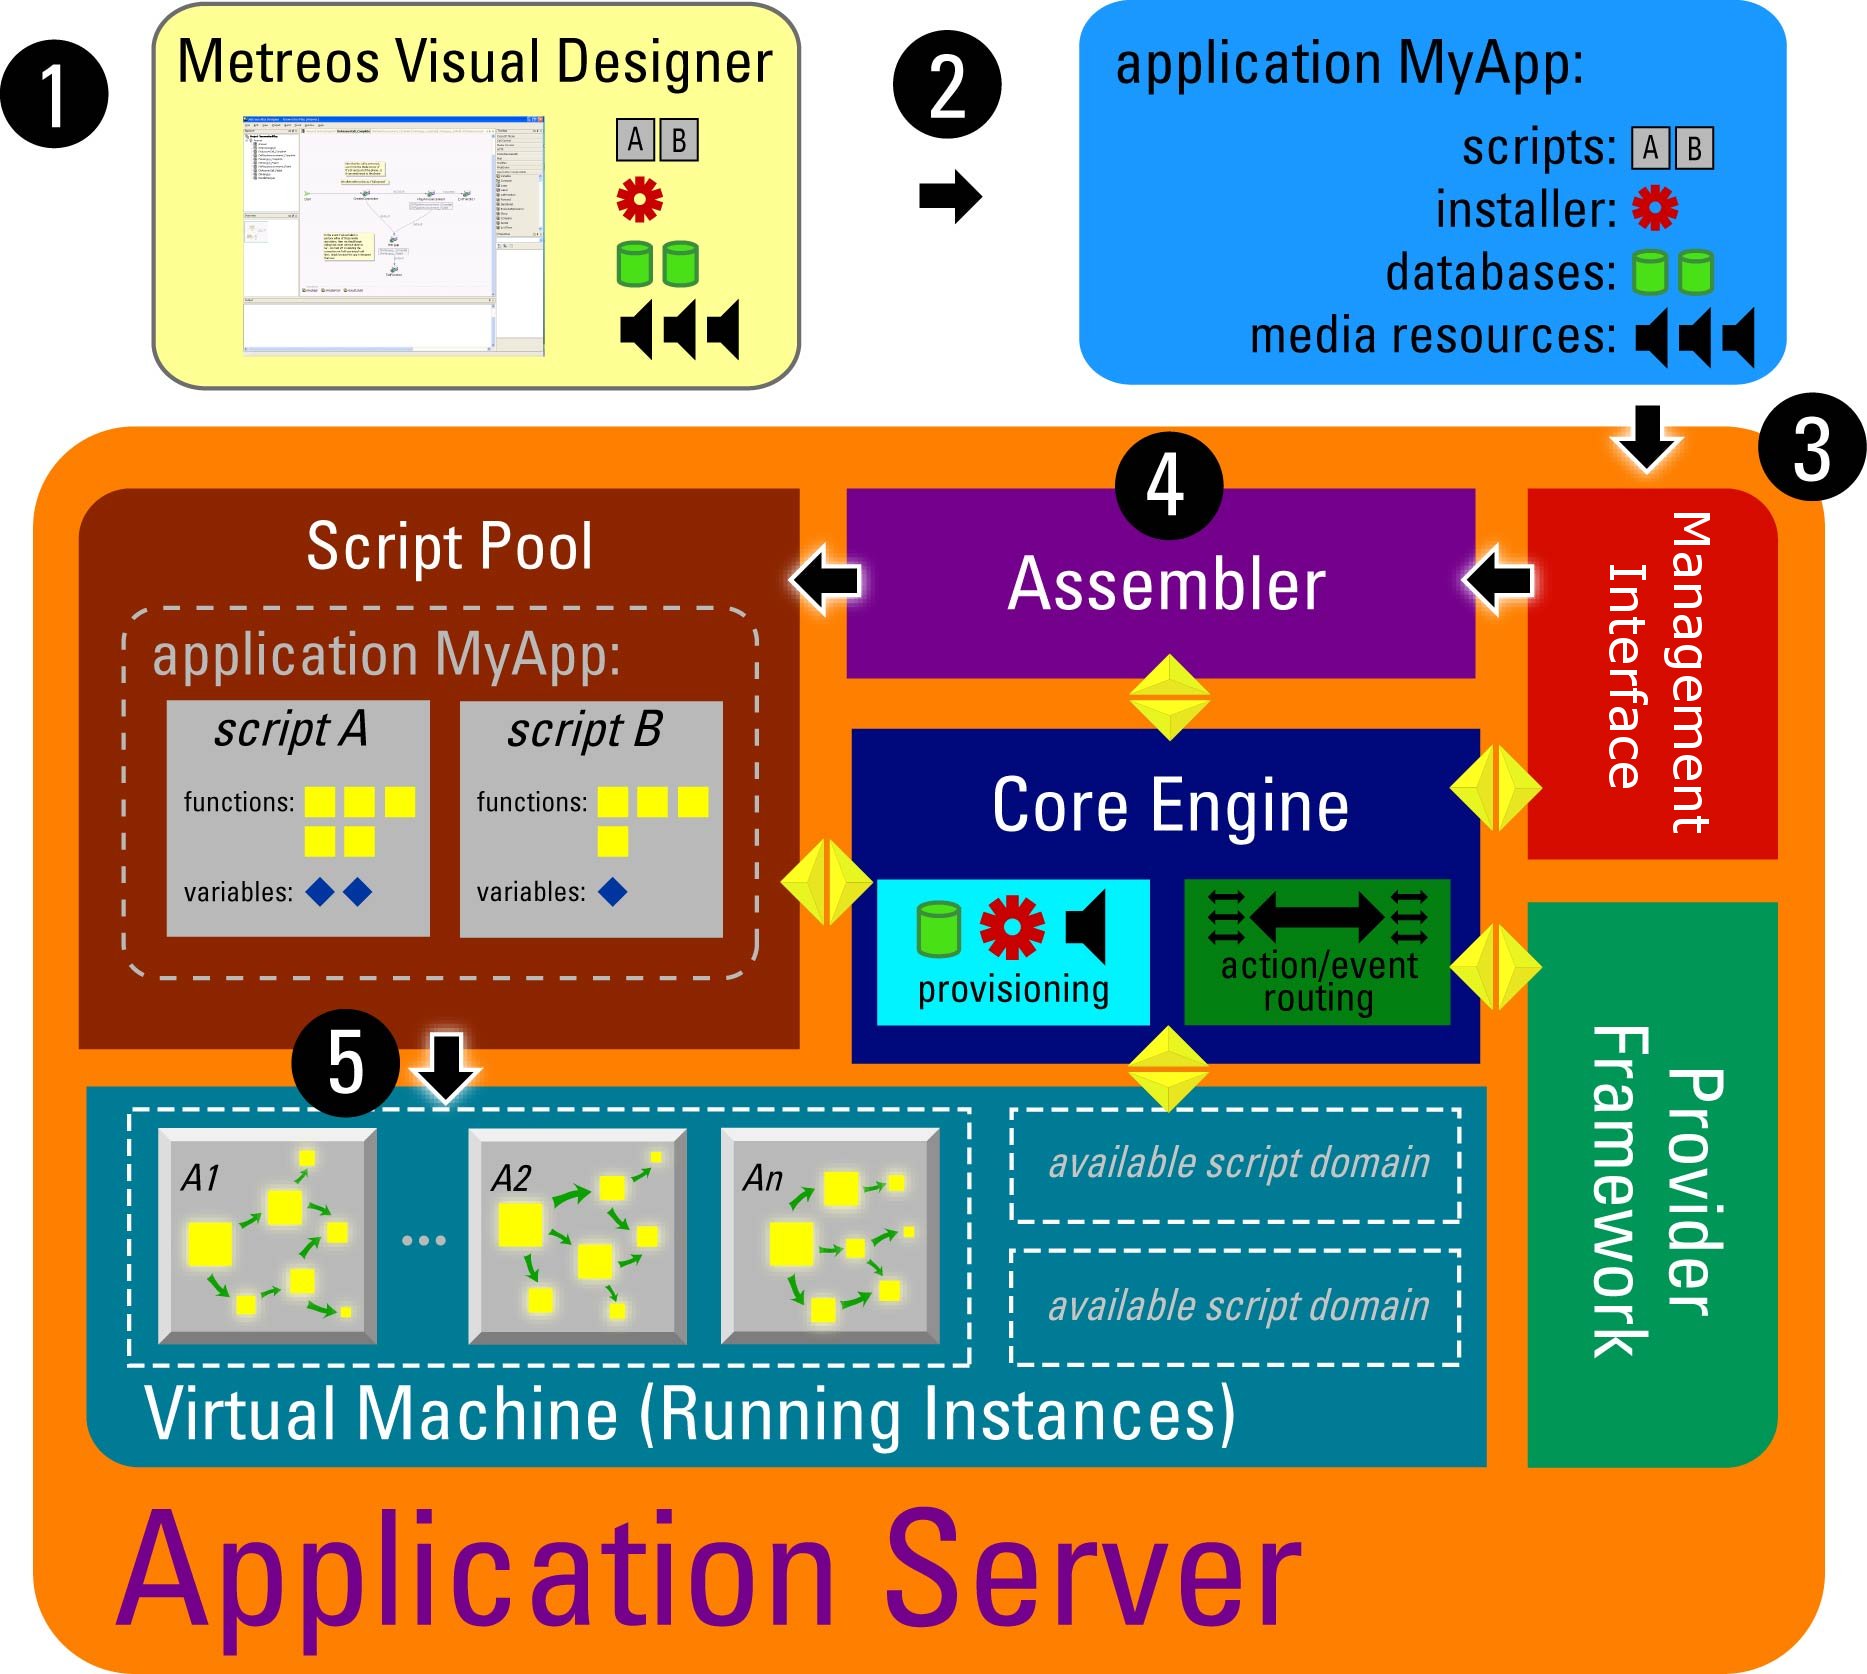 1
Metreos Visual Designer
A B
2
application MyApp:
scripts: A B
installer:
databases:
media resources:
3
Management
Interface
4
Assembler
Script Pool
application MyApp:
script A
functions:
variables:
script B
functions:
variables:
Core Engine
provisioning
action/event
routing
Provider
Framework
5
A1
...
A2
An
available script domain
available script domain
Virtual Machine (Running Instances)
Application Server